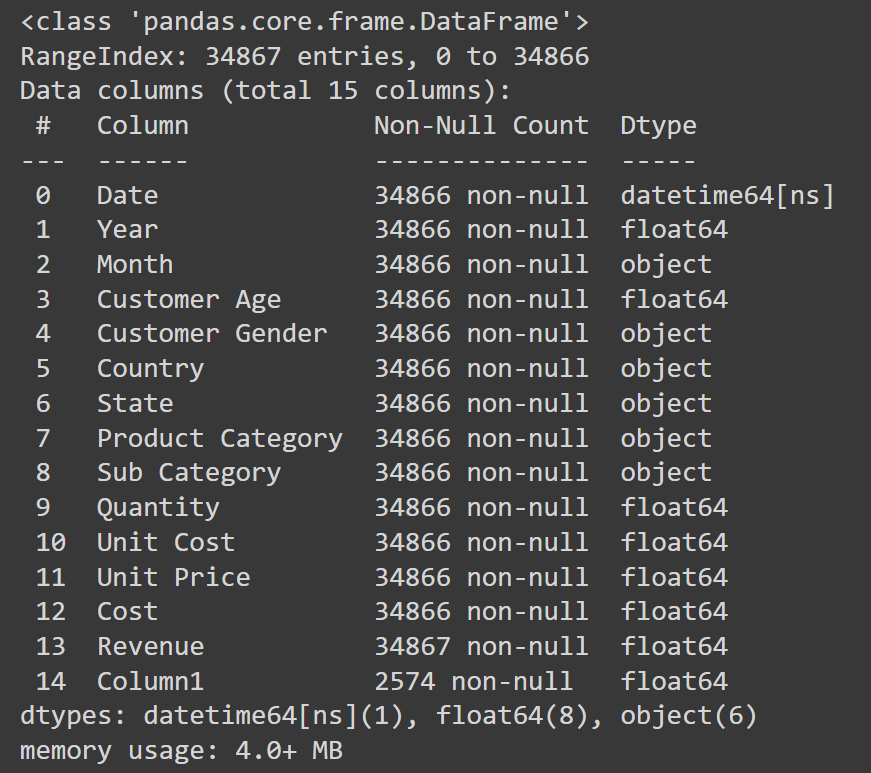 <class 'pandas.core.frame.DataFrame'>
RangeIndex: 34867 entries, 0 to 34866
Data columns (total 15 columns):
 #   Column            Non-Null Count  Dtype
---  ------            --------------  -----
 0   Date              34866 non-null  datetime64[ns]
 1   Year              34866 non-null  float64
 2   Month             34866 non-null  object
 3   Customer Age      34866 non-null  float64
 4   Customer Gender   34866 non-null  object
 5   Country           34866 non-null  object
 6   State             34866 non-null  object
 7   Product Category  34866 non-null  object
 8   Sub Category      34866 non-null  object
 9   Quantity          34866 non-null  float64
 10  Unit Cost         34866 non-null  float64
 11  Unit Price        34866 non-null  float64
 12  Cost              34866 non-null  float64
 13  Revenue           34867 non-null  float64
 14  Column1           2574 non-null   float64
dtypes: datetime64[ns](1), float64(8), object(6)
memory usage: 4.0+ MB